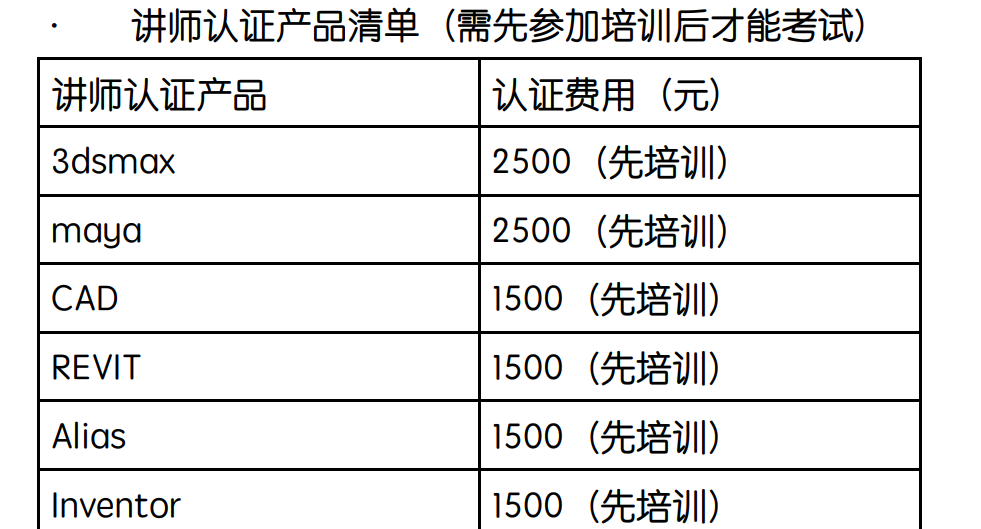 · 讲师认证产品清单（需先参加培训后才能考试）
讲师认证产品 认证费用（元）
3dsmax 2500（先培训）
maya 2500（先培训）
CAD 1500（先培训）
REVIT 1500（先培训）
Alias 1500（先培训）
Inventor 1500（先培训）